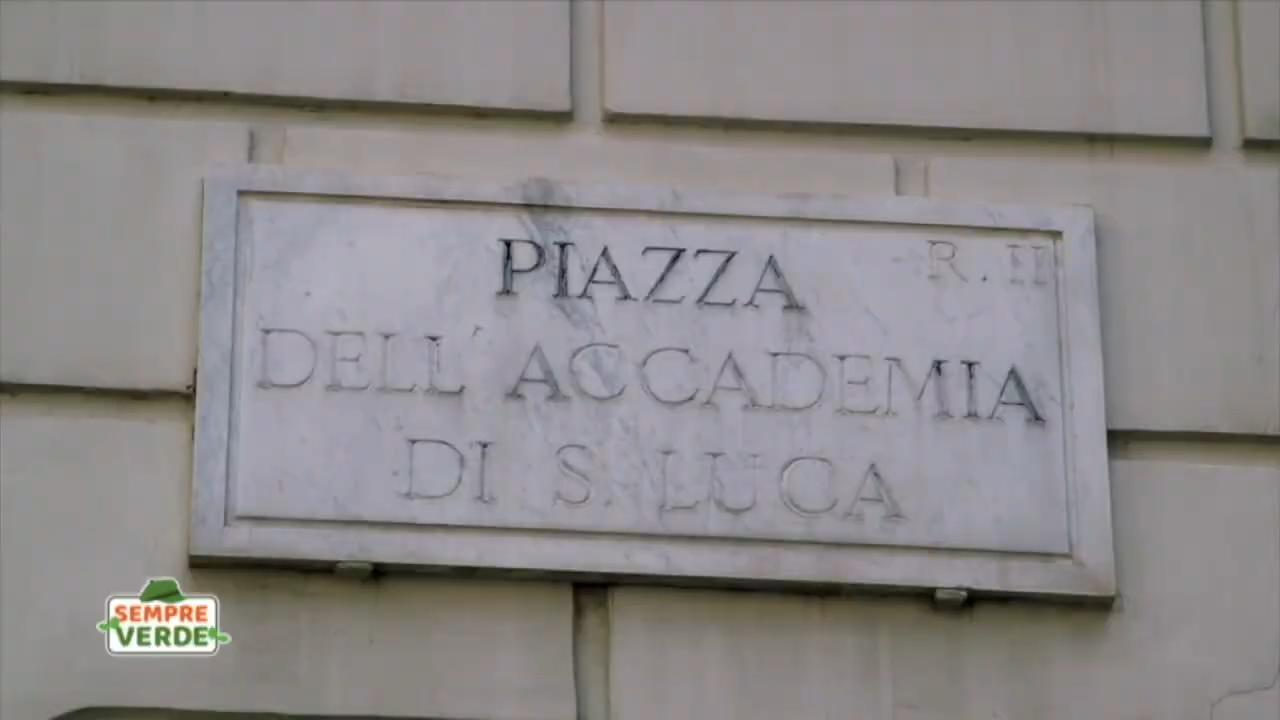 PIAZZA
R. II
DELL'ACCADEMIA
DI S. LUCA
SEMPRE
VERDE